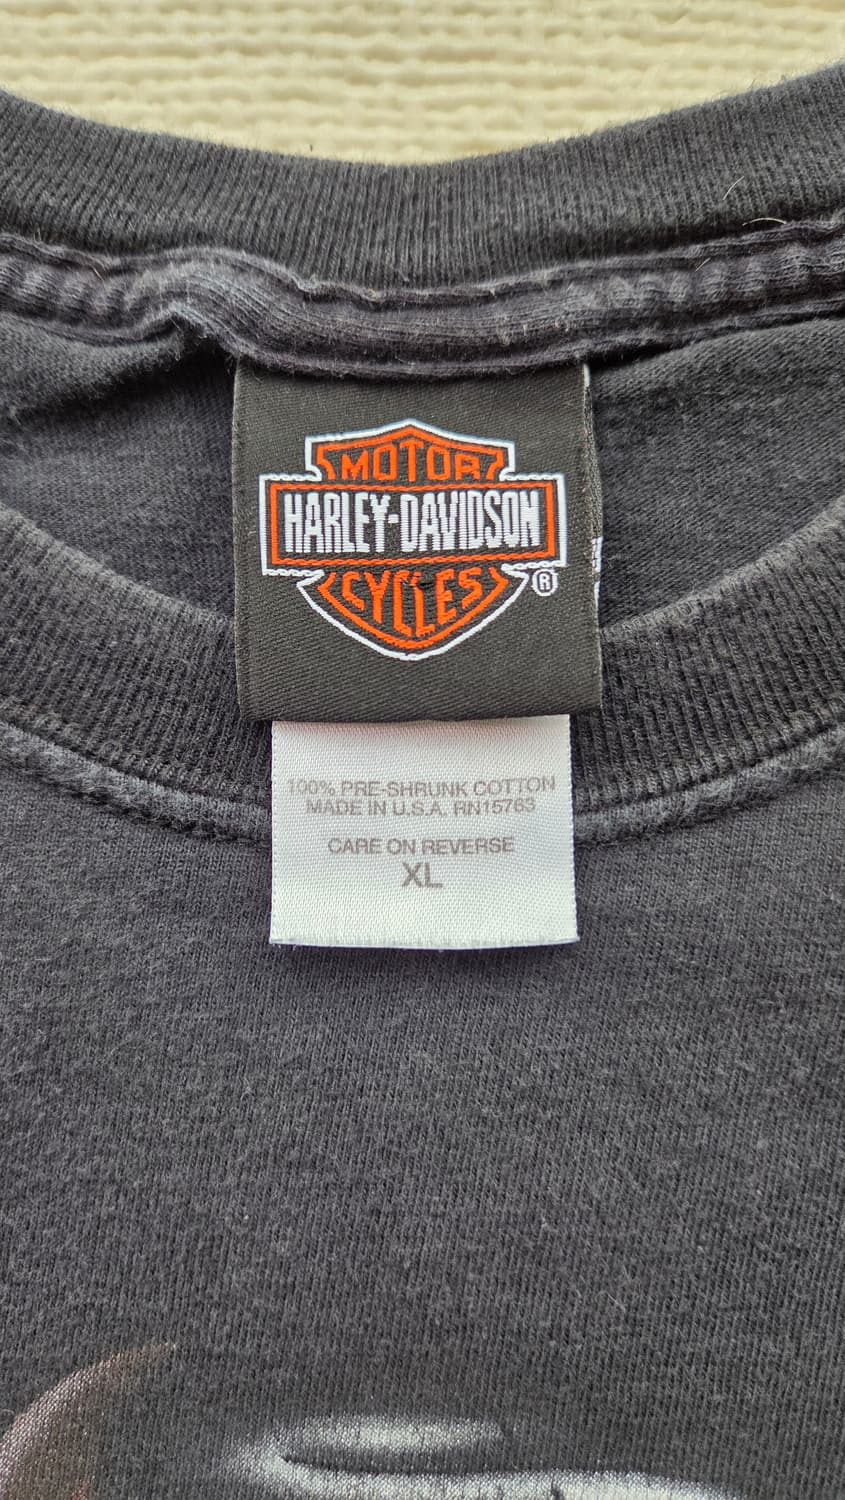 MOTOR
HARLEY-DAVIDSON
CYCLES
®
100% PRE-SHRUNK COTTON
MADE IN U.S.A. RN15763
CARE ON REVERSE
XL